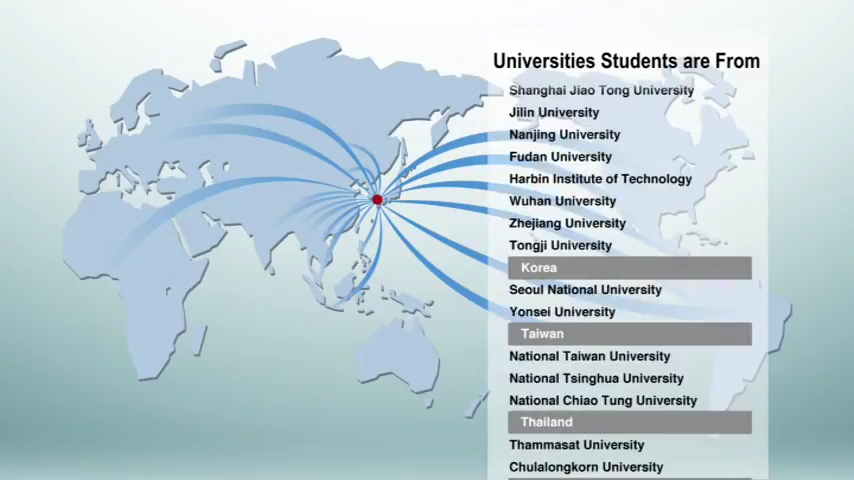 Universities Students are From
Shanghai Jiao Tong University
Jilin University
Nanjing University
Fudan University
Harbin Institute of Technology
Wuhan University
Zhejiang University
Tongji University
Korea
Seoul National University
Yonsei University
Taiwan
National Taiwan University
National Tsinghua University
National Chiao Tung University
Thailand
Thammasat University
Chulalongkorn University